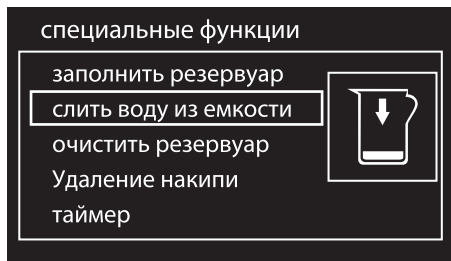 специальные функции
заполнить резервуар
слить воду из емкости
очистить резервуар
Удаление накипи
таймер